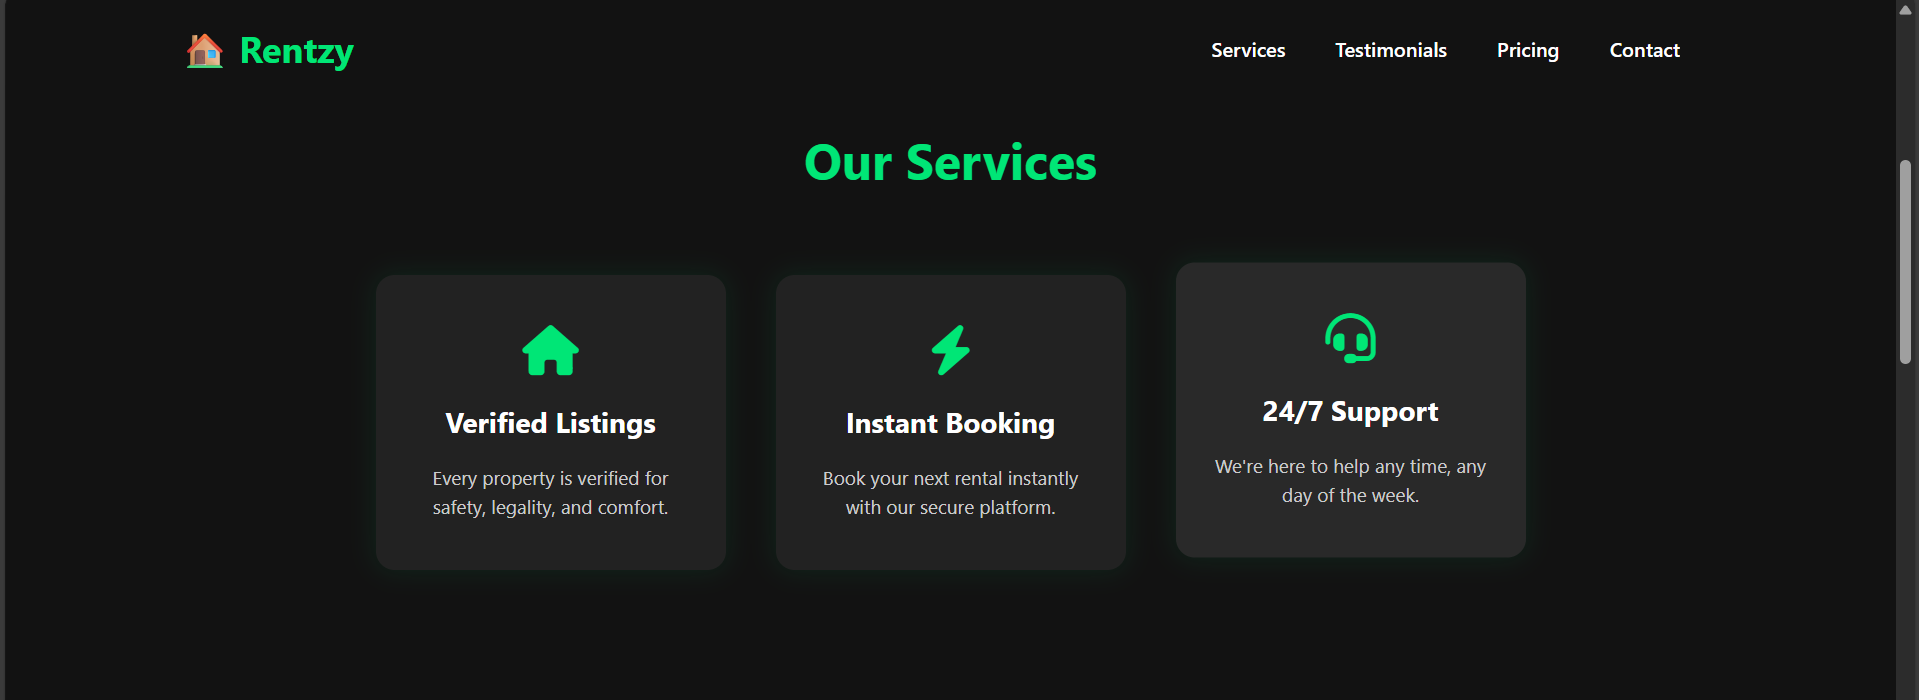 Rentzy
Services
Testimonials
Pricing
Contact
Our Services
Verified Listings
Every property is verified for
safety, legality, and comfort.
Instant Booking
Book your next rental instantly
with our secure platform.
24/7 Support
We're here to help any time, any
day of the week.